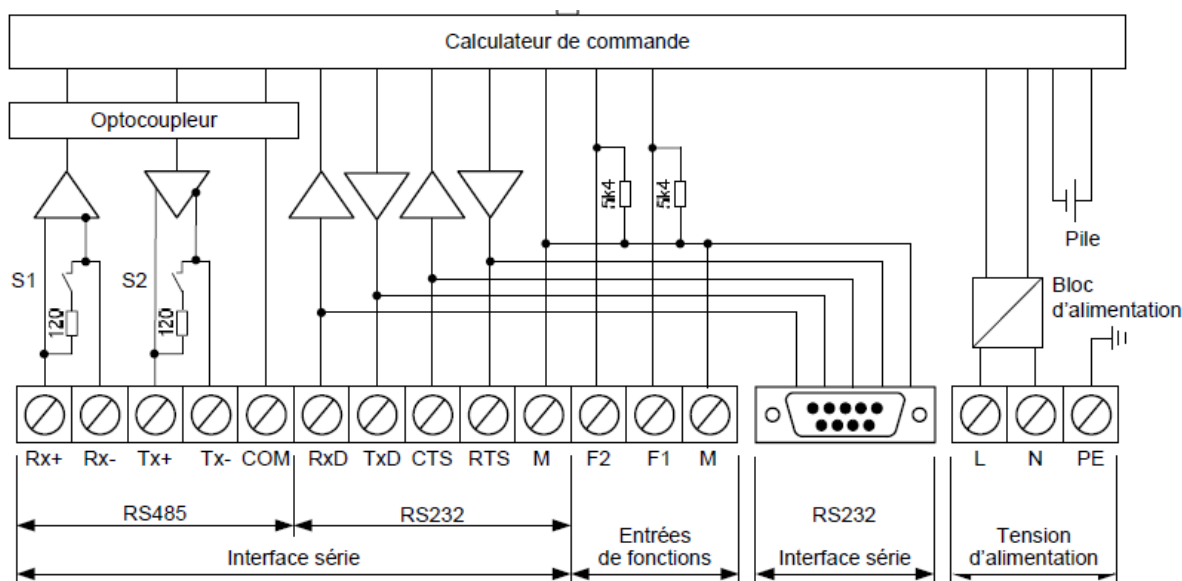 Calculateur de commande
Optocoupleur
5k4
5k4
Pile
S1
S2
120
120
Bloc
d'alimentation
Rx+ Rx- Tx+ Tx- COM RxD TxD CTS RTS M F2 F1 M L N PE
RS485
RS232
Interface série
Entrées
de fonctions
RS232
Interface série
Tension
d'alimentation